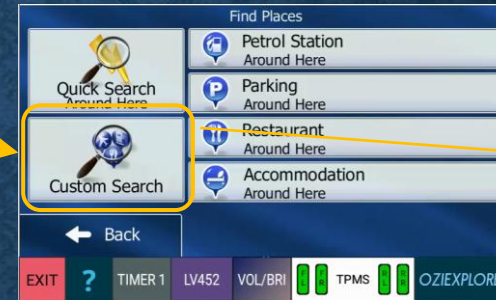 Find Places
Quick Search
Around Here
Custom Search
Petrol Station
Around Here
P
Parking
Around Here
Restaurant
Around Here
Accommodation
Around Here
Back
EXIT
?
TIMER 1
LV452
VOL/BRI
F L
F R
TPMS
R L
R R
OZIEXPLOR